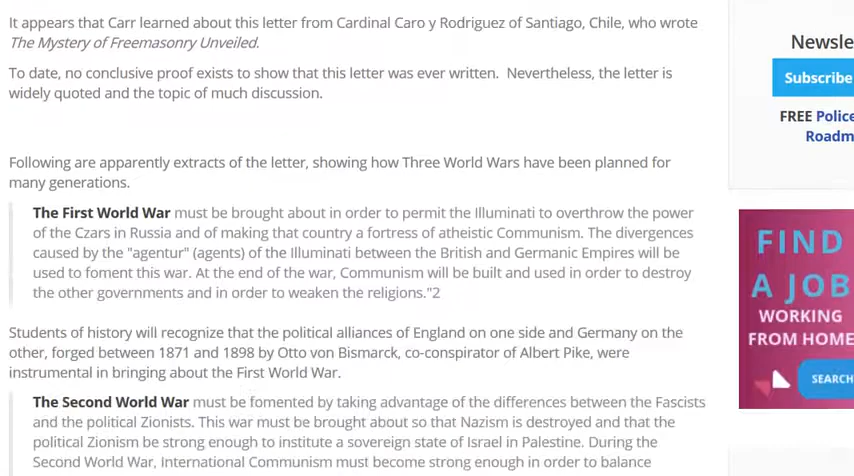 It appears that Carr learned about this letter from Cardinal Caro y Rodriguez of Santiago, Chile, who wrote
The Mystery of Freemasonry Unveiled.
To date, no conclusive proof exists to show that this letter was ever written. Nevertheless, the letter is
widely quoted and the topic of much discussion.
Following are apparently extracts of the letter, showing how Three World Wars have been planned for
many generations.
The First World War must be brought about in order to permit the Illuminati to overthrow the power
of the Czars in Russia and of making that country a fortress of atheistic Communism. The divergences
caused by the "agentur" (agents) of the Illuminati between the British and Germanic Empires will be
used to foment this war. At the end of the war, Communism will be built and used in order to destroy
the other governments and in order to weaken the religions."2
Students of history will recognize that the political alliances of England on one side and Germany on the
other, forged between 1871 and 1898 by Otto von Bismarck, co-conspirator of Albert Pike, were
instrumental in bringing about the First World War.
The Second World War must be fomented by taking advantage of the differences between the Fascists
and the political Zionists. This war must be brought about so that Nazism is destroyed and that the
political Zionism be strong enough to institute a sovereign state of Israel in Palestine. During the
Second World War, International Communism must become strong enough in order to balance
Newsle
Subscribe
FREE Police
Roadm
FIND
A JOB
WORKING
FROM HOME
SEARCH